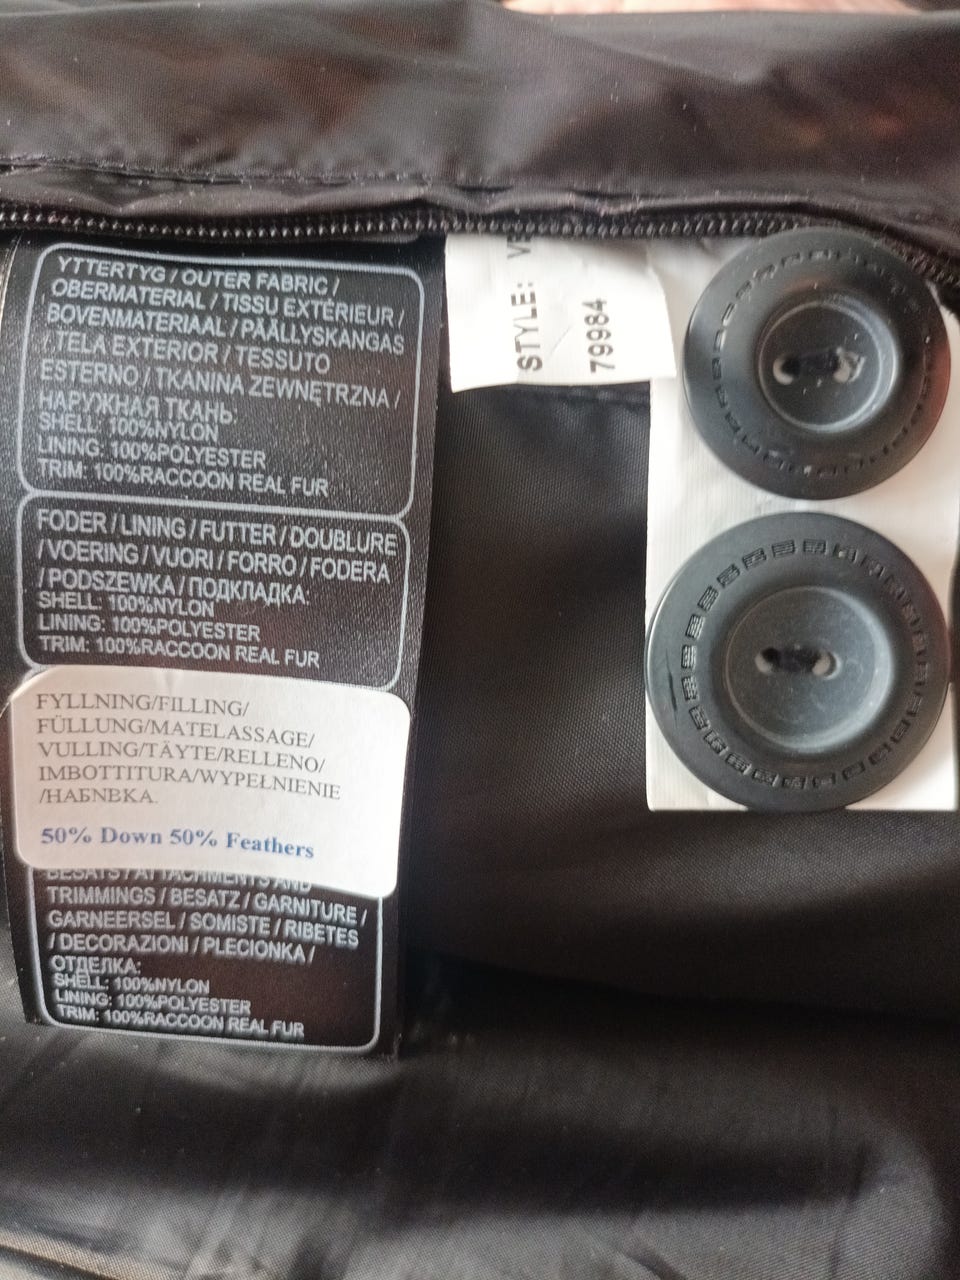 YTTERTYG / OUTER FABRIC /
OBERMATERIAL / TISSU EXTÉRIEUR /
BOVENMATERIAAL / PÄÄLLYSKANGAS
/ TELA EXTERIOR / TESSUTO
ESTERNO / TKANINA ZEWNĘTRZNA /
НАРУЖНАЯ ТКАНЬ:
SHELL: 100%NYLON
LINING: 100%POLYESTER
TRIM: 100%RACCOON REAL FUR
FODER / LINING / FUTTER / DOUBLURE
/ VOERING / VUORI / FORRO / FODERA
/ PODSZEWKA / ПОДКЛАДКА:
SHELL: 100%NYLON
LINING: 100%POLYESTER
TRIM: 100%RACCOON REAL FUR
FYLLNING/FILLING/
FÜLLUNG/MATELASSAGE/
VULLING/TÄYTE/RELLENO/
IMBOTTITURA/WYPEŁNIENIE
/НАБNВКА.
50% Down 50% Feathers
BESATS / ATTACHMENTS AND
TRIMMINGS / BESATZ / GARNITURE /
GARNEERSEL / SOMISTE / RIBETES
/ DECORAZIONI / PLECIONKA /
ОТДЕЛКА:
SHELL: 100%NYLON
LINING: 100%POLYESTER
TRIM: 100%RACCOON REAL FUR
STYLE:
79984